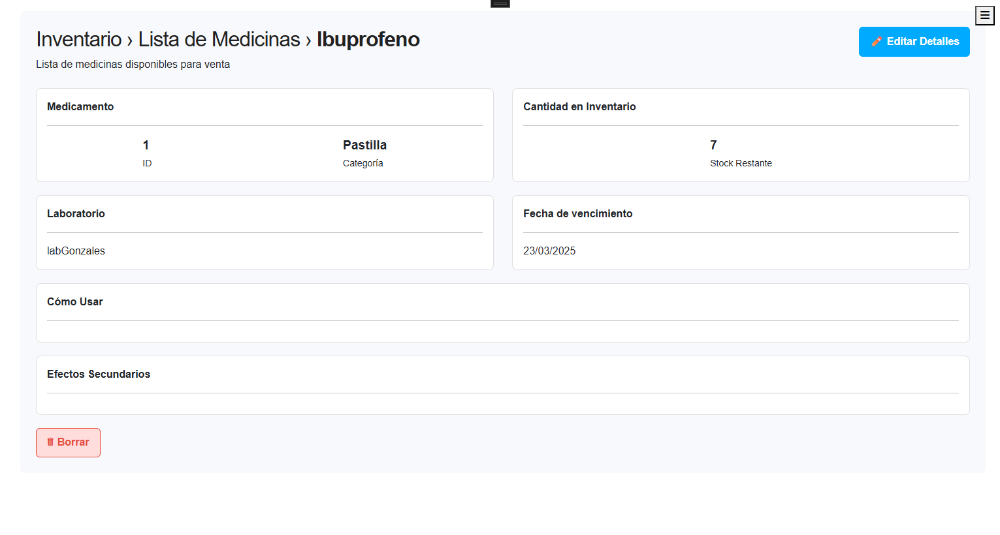 Inventario › Lista de Medicinas › Ibuprofeno
Editar Detalles
Lista de medicinas disponibles para venta
Medicamento
1
ID
Pastilla
Categoría
Cantidad en Inventario
7
Stock Restante
Laboratorio
labGonzales
Fecha de vencimiento
23/03/2025
Cómo Usar
Efectos Secundarios
Borrar